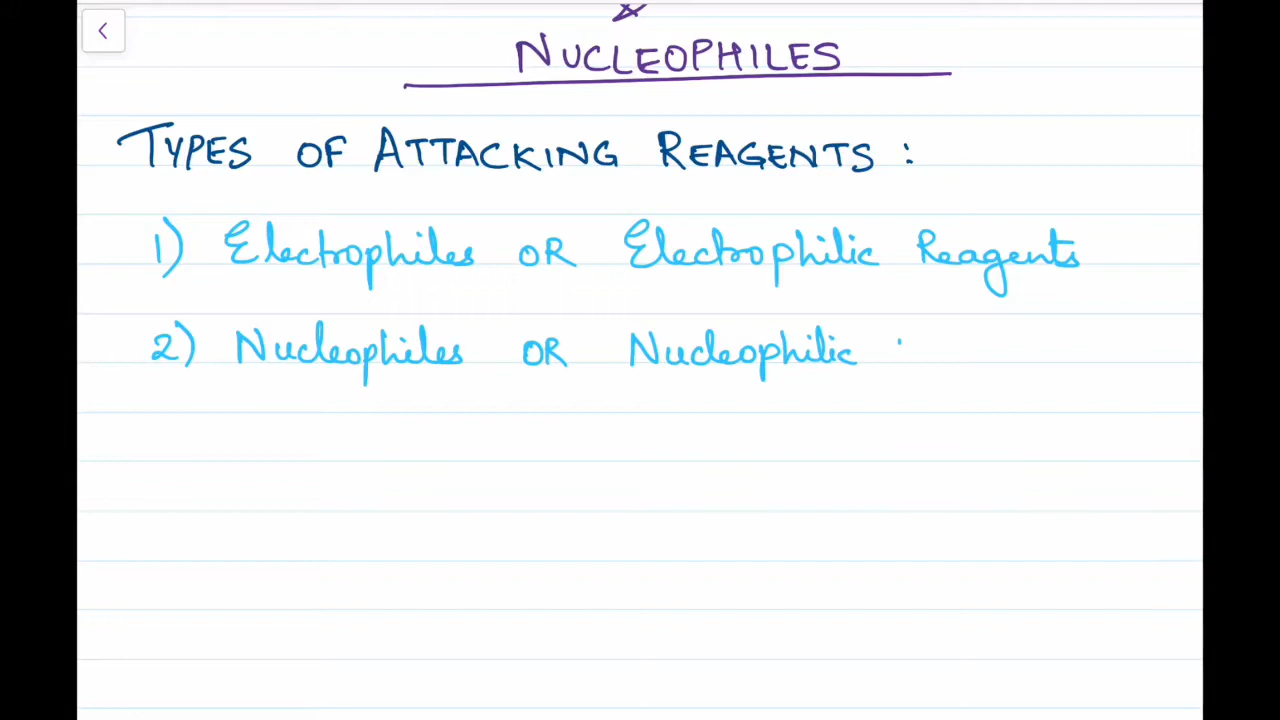 NUCLEOPHILES
TYPES OF ATTACKING REAGENTS :
1) Electrophiles OR Electrophilic Reagents
2) Nucleophiles OR Nucleophilic